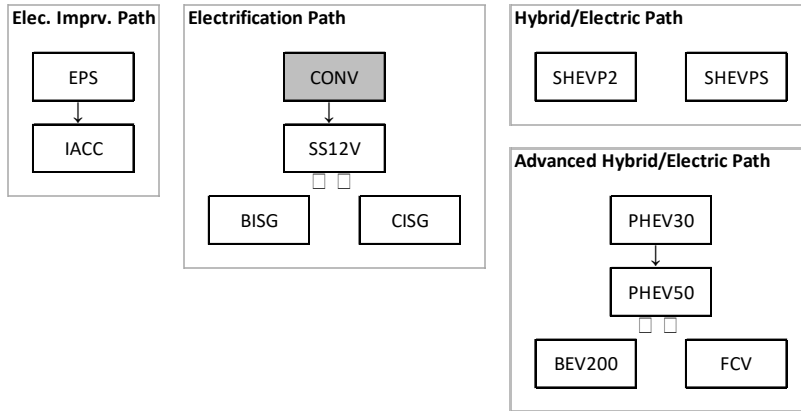 Elec. Imprv. Path
EPS
↓
IACC
Electrification Path
CONV
↓
SS12V
□ □
BISG CISG
Hybrid/Electric Path
SHEVP2 SHEVPS
Advanced Hybrid/Electric Path
PHEV30
↓
PHEV50
□ □
BEV200 FCV